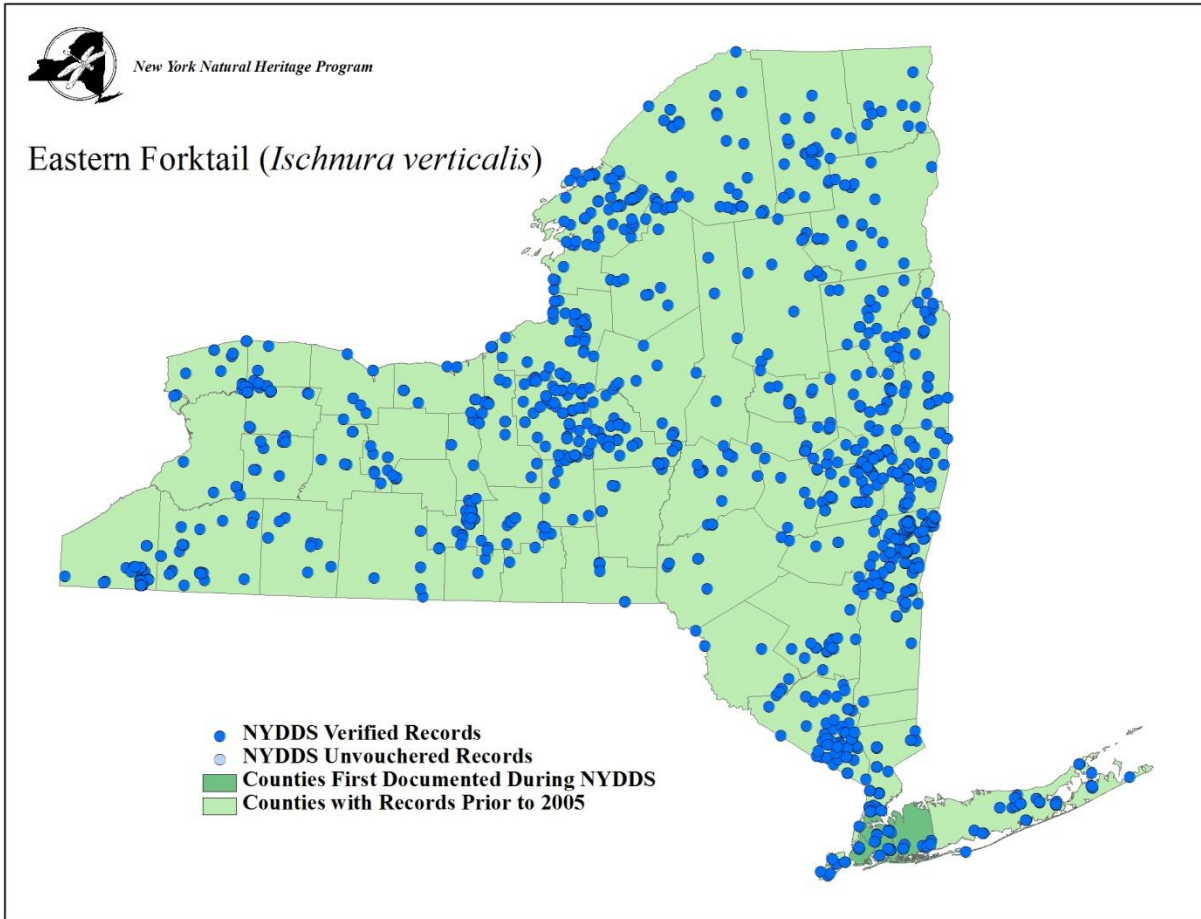 New York Natural Heritage Program
Eastern Forktail (Ischnura verticalis)
NYDDS Verified Records
NYDDS Unvouchered Records
Counties First Documented During NYDDS
Counties with Records Prior to 2005